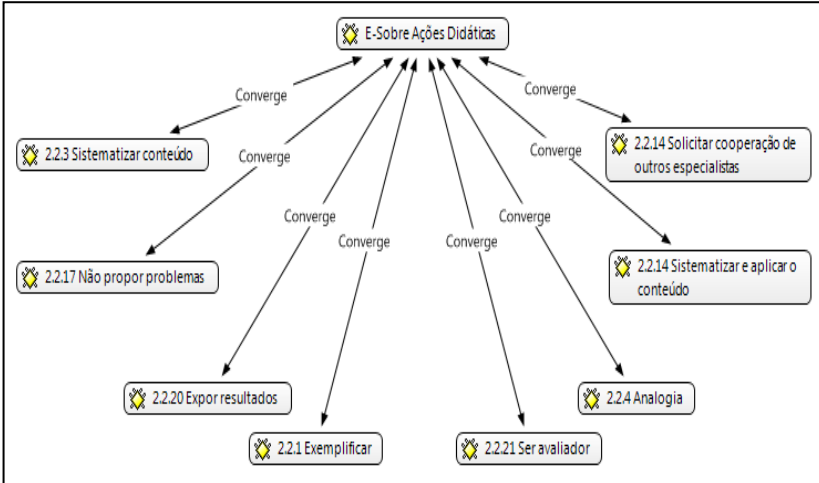 E-Sobre Ações Didáticas
Converge
Converge
2.2.3 Sistematizar conteúdo
Converge
Converge
2.2.14 Solicitar cooperação de
outros especialistas
Converge
Converge
Converge
Converge
2.2.17 Não propor problemas
2.2.14 Sistematizar e aplicar o
conteúdo
2.2.20 Expor resultados
2.2.4 Analogia
2.2.1 Exemplificar
2.2.21 Ser avaliador